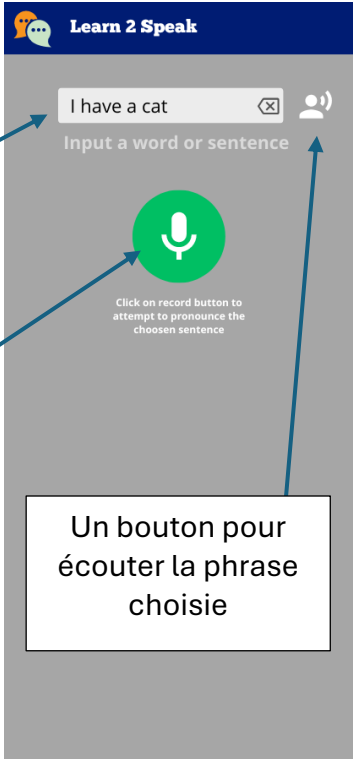 Learn 2 Speak
I have a cat
Input a word or sentence
Click on record button to
attempt to pronounce the
choosen sentence
Un bouton pour
écouter la phrase
choisie